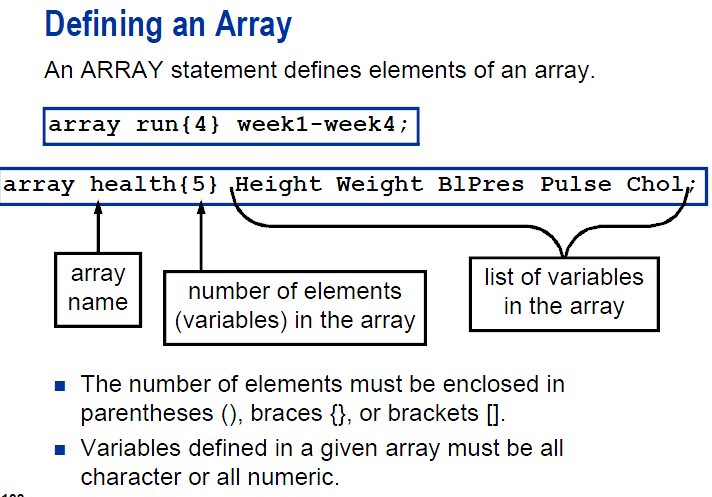 Defining an Array
An ARRAY statement defines elements of an array.
array run{4} week1-week4;
array health{5} Height Weight BlPres Pulse Chol;
array
name
number of elements
(variables) in the array
list of variables
in the array
■ The number of elements must be enclosed in
parentheses (), braces {}, or brackets [].
■ Variables defined in a given array must be all
character or all numeric.